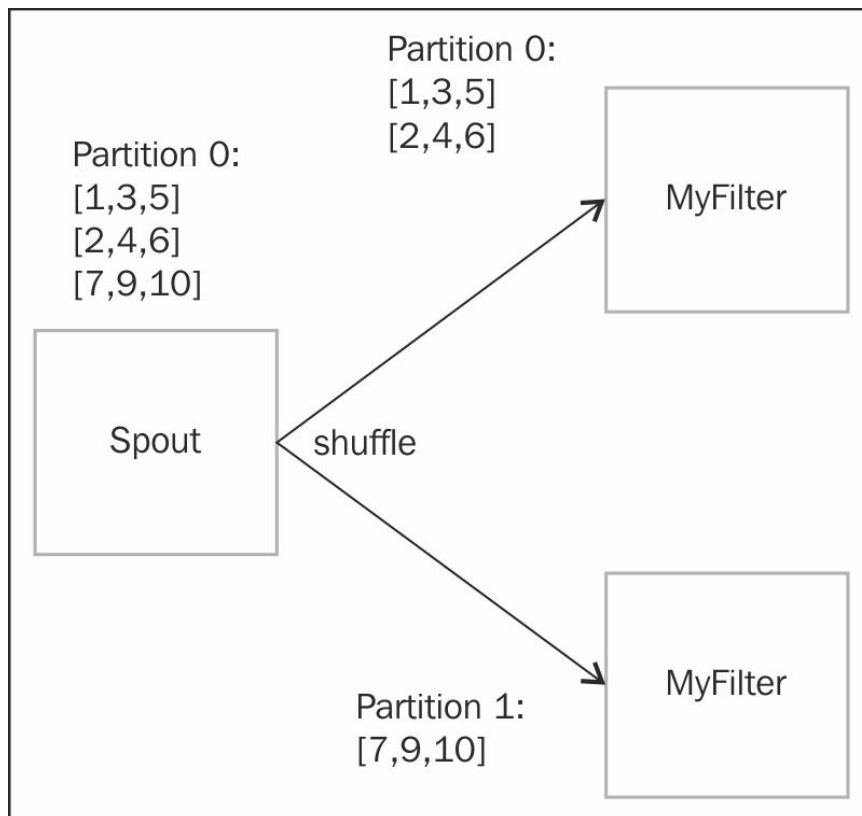 Partition 0:
[1,3,5]
[2,4,6]
MyFilter
Partition 0:
[1,3,5]
[2,4,6]
[7,9,10]
Spout
shuffle
MyFilter
Partition 1:
[7,9,10]